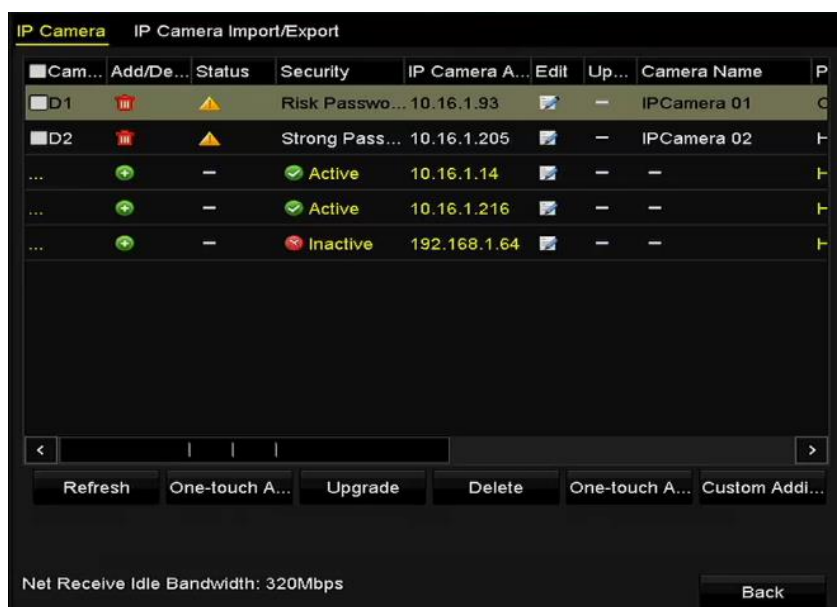 IP Camera IP Camera Import/Export
Cam... Add/De... Status Security IP Camera A... Edit Up... Camera Name P
D1 Risk Passwo... 10.16.1.93 – IPCamera 01
D2 Strong Pass... 10.16.1.205 – IPCamera 02
... – Active 10.16.1.14 – –
... – Active 10.16.1.216 – –
... – Inactive 192.168.1.64 – –
Refresh One-touch A... Upgrade Delete One-touch A... Custom Addi...
Net Receive Idle Bandwidth: 320Mbps
Back